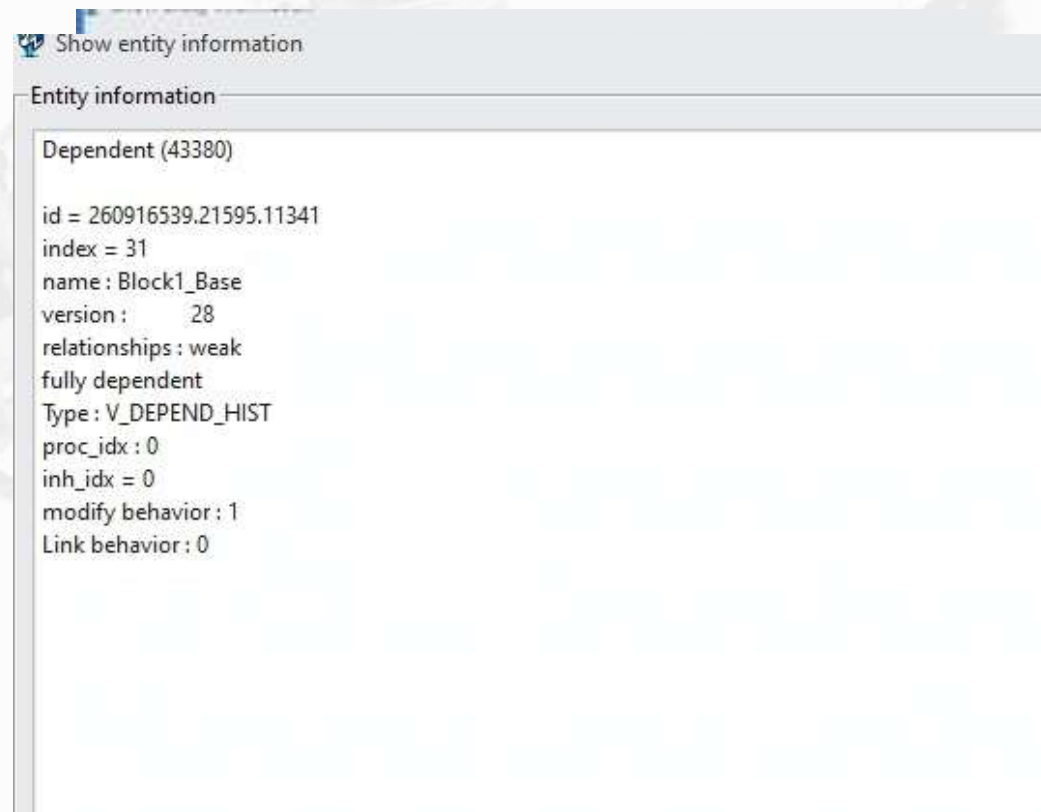 Show entity information
Entity information
Dependent (43380)
id = 260916539.21595.11341
index = 31
name : Block1_Base
version : 28
relationships : weak
fully dependent
Type : V_DEPEND_HIST
proc_idx : 0
inh_idx = 0
modify behavior : 1
Link behavior : 0